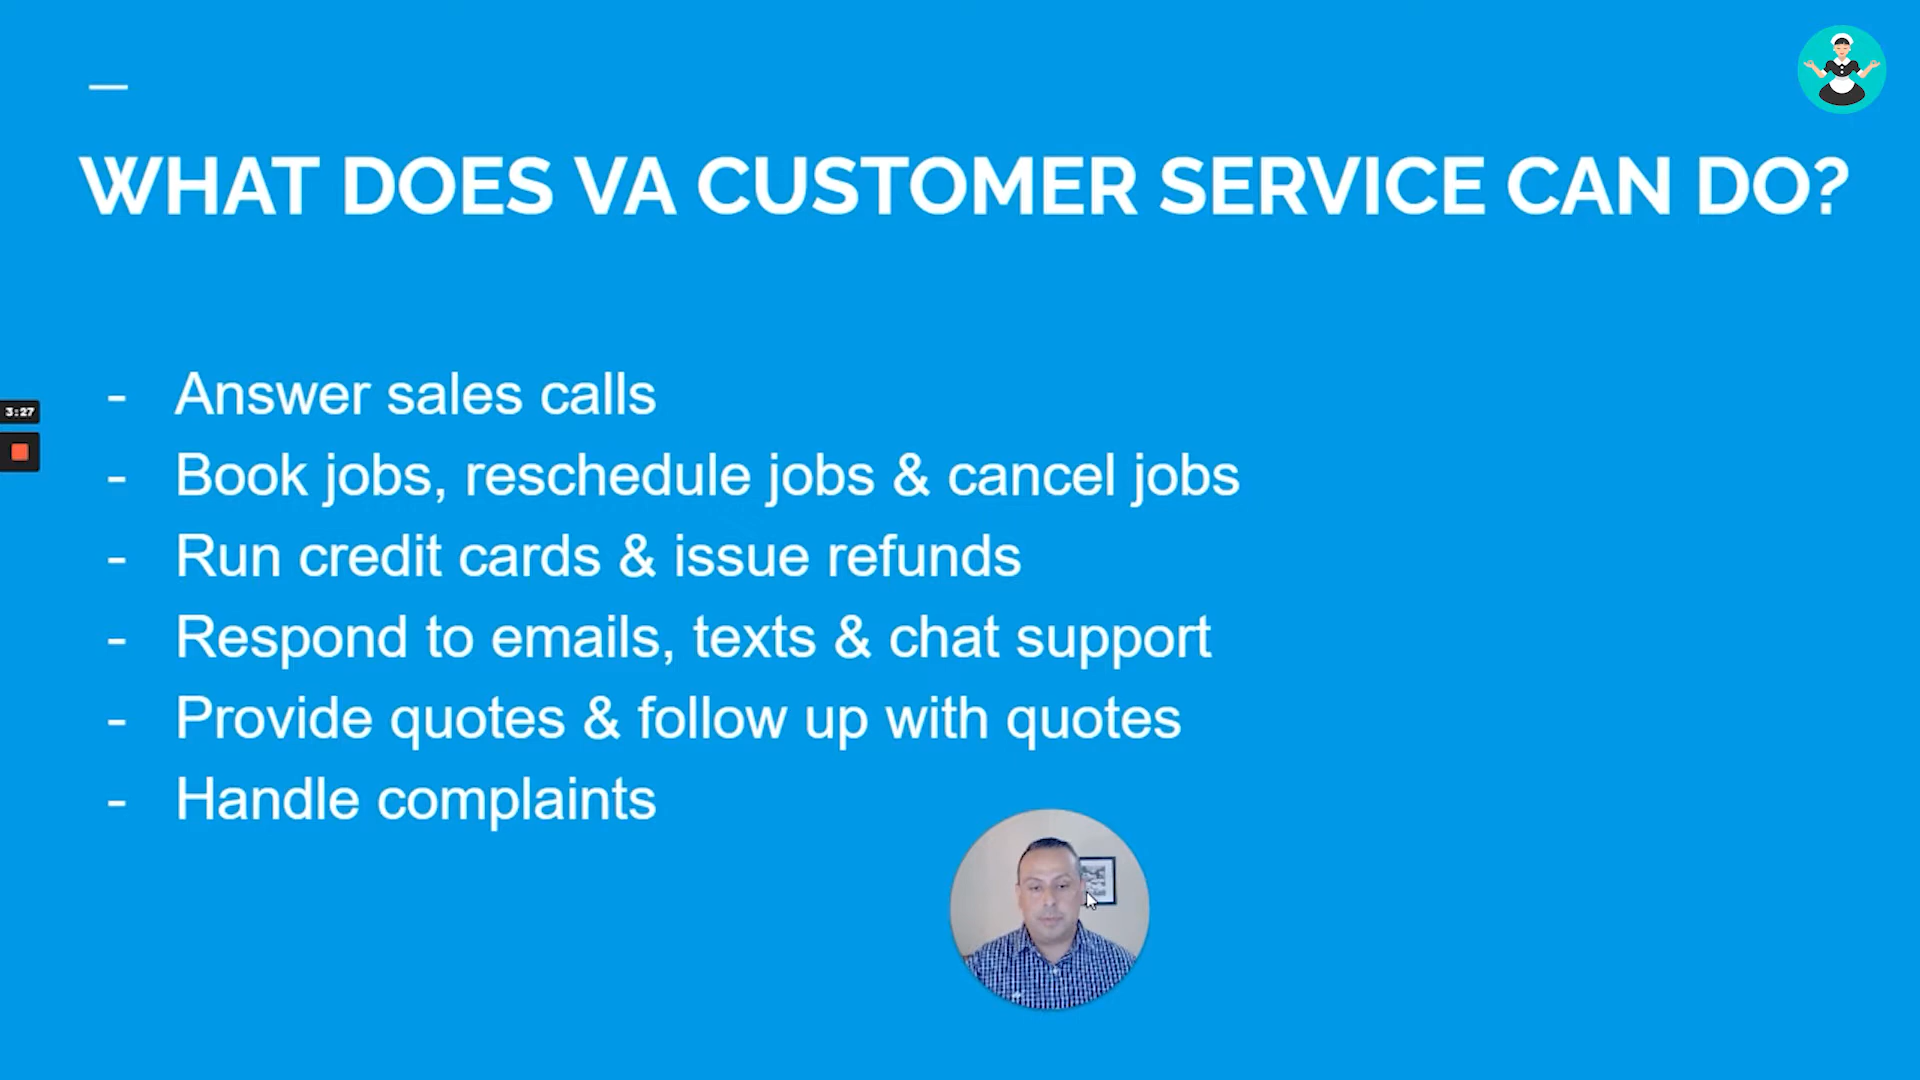 WHAT DOES VA CUSTOMER SERVICE CAN DO?
- Answer sales calls
- Book jobs, reschedule jobs & cancel jobs
3:27
- Run credit cards & issue refunds
- Respond to emails, texts & chat support
- Provide quotes & follow up with quotes
- Handle complaints